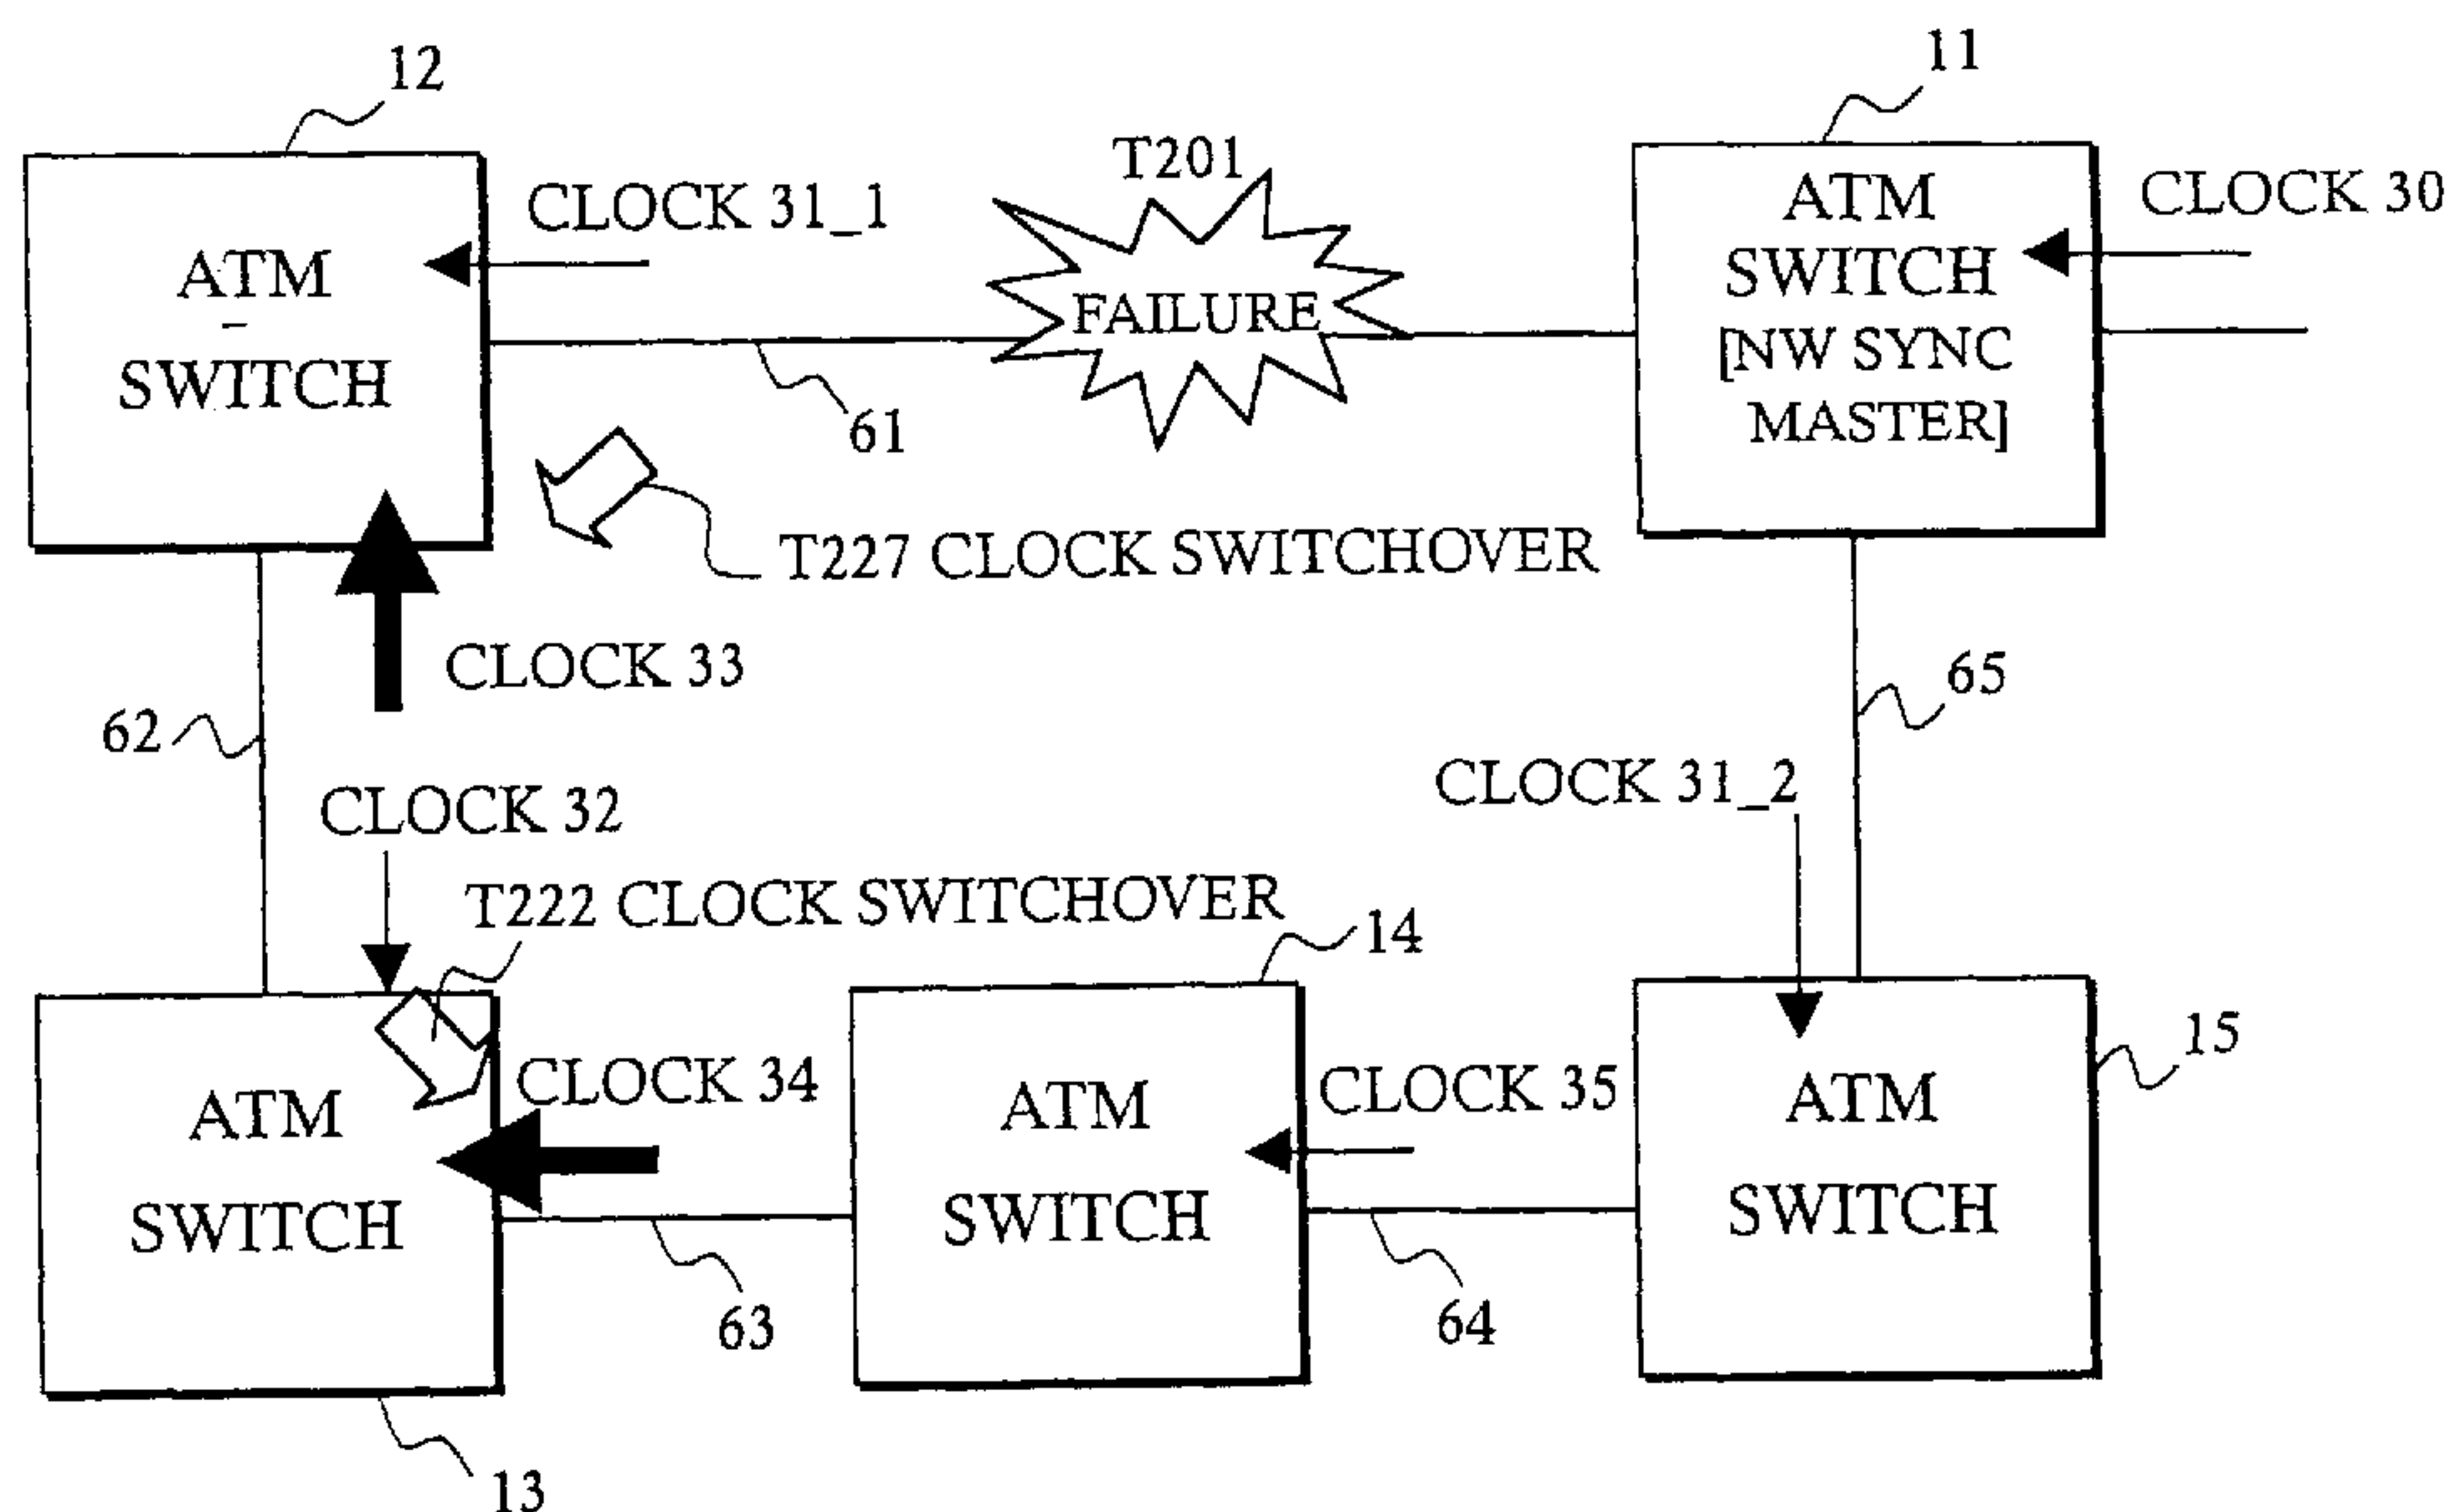 12
11
T201
CLOCK 31_1
ATM
SWITCH
FAILURE
ATM
SWITCH
[NW SYNC
MASTER]
CLOCK 30
61
T227 CLOCK SWITCHOVER
CLOCK 33
62
65
CLOCK 32
CLOCK 31_2
T222 CLOCK SWITCHOVER
14
15
ATM
SWITCH
CLOCK 34
ATM
SWITCH
CLOCK 35
ATM
SWITCH
63
64
13